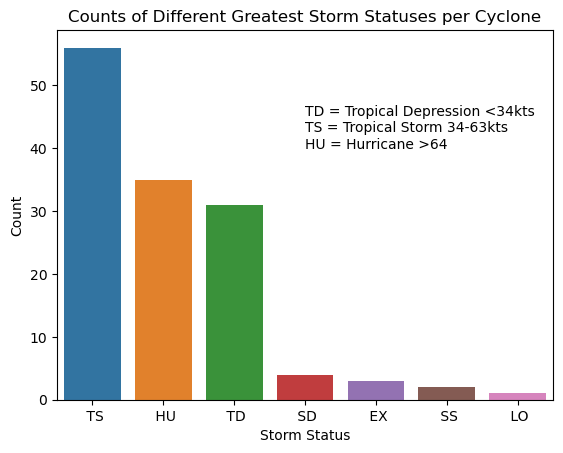 Counts of Different Greatest Storm Statuses per Cyclone
50
40
30
20
10
0
Count
TD = Tropical Depression <34kts
TS = Tropical Storm 34-63kts
HU = Hurricane >64
TS HU TD SD EX SS LO
Storm Status